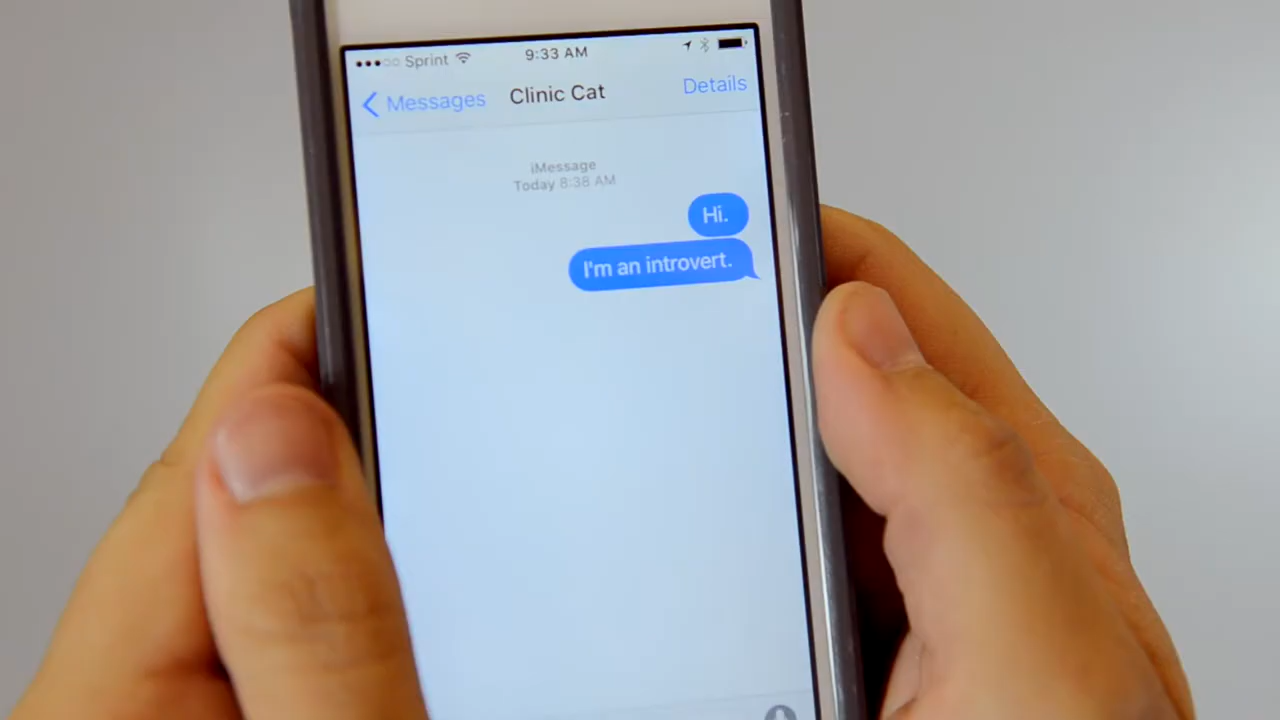 Sprint 9:33 AM
Messages Clinic Cat Details
iMessage
Today 8:38 AM
Hi.
I'm an introvert.